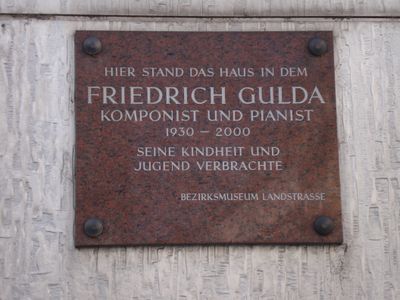 HIER STAND DAS HAUS IN DEM
FRIEDRICH GULDA
KOMPONIST UND PIANIST
1930 – 2000
SEINE KINDHEIT UND
JUGEND VERBRACHTE
BEZIRKSMUSEUM LANDSTRASSE